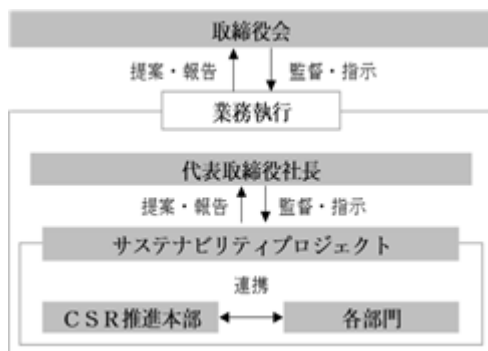 取締役会
提案・報告 監督・指示
業務執行
代表取締役社長
提案・報告 監督・指示
サステナビリティプロジェクト
連携
ＣＳＲ推進本部 各部門